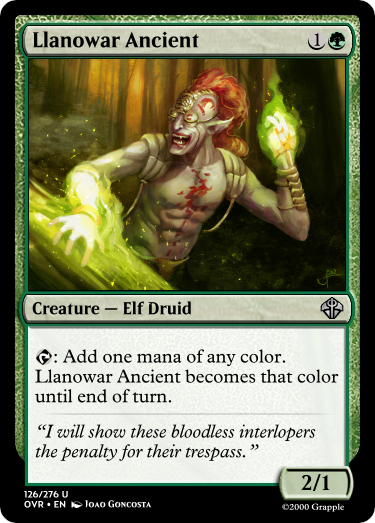 Llanowar Ancient 1
Creature — Elf Druid
: Add one mana of any color.
Llanowar Ancient becomes that color
until end of turn.
“I will show these bloodless interlopers
the penalty for their trespass.”
2/1
126/276 U
OVR • EN JOAO GONCOSTA
©2000 Grapple